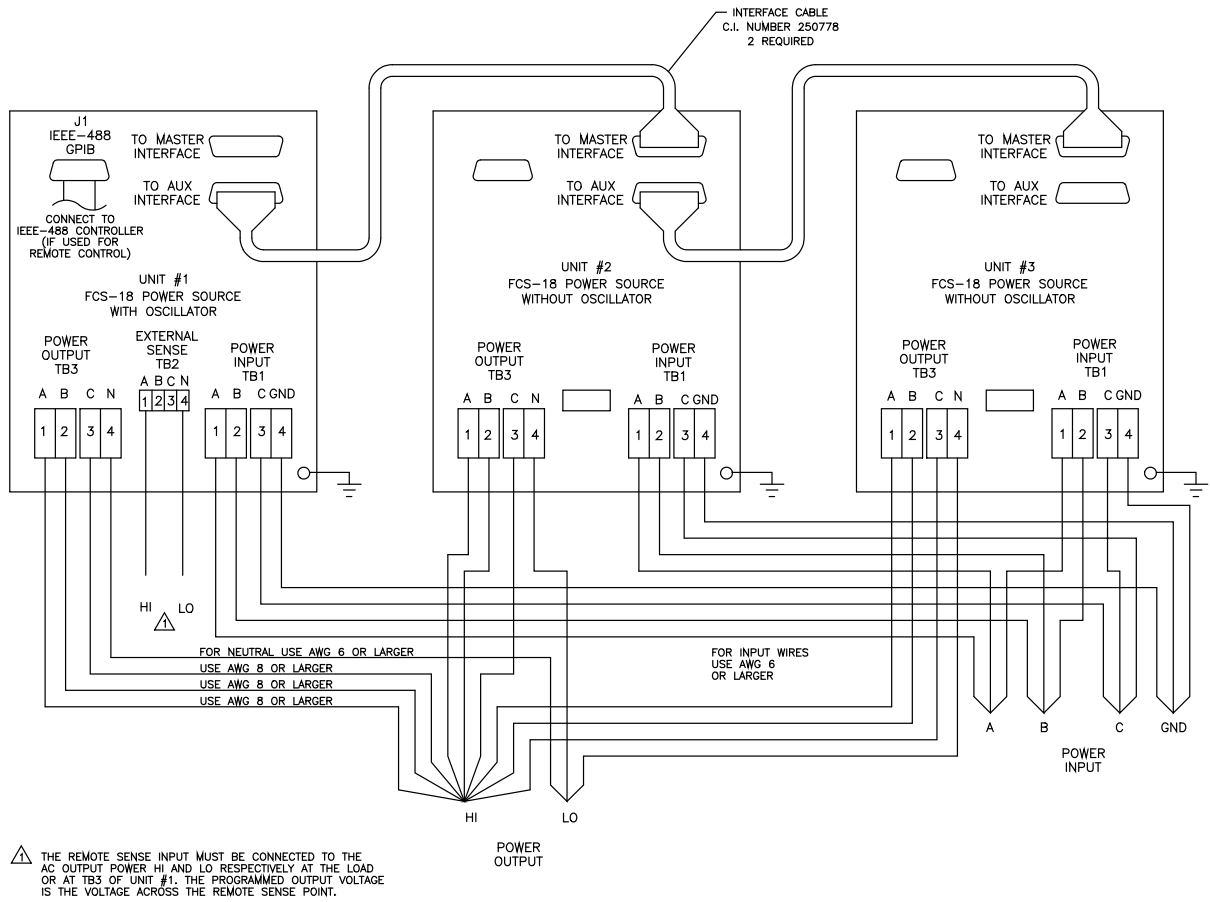 INTERFACE CABLE
C.I. NUMBER 250778
2 REQUIRED
J1
IEEE-488
GPIB
TO MASTER
INTERFACE
TO AUX
INTERFACE
CONNECT TO
IEEE-488 CONTROLLER
(IF USED FOR
REMOTE CONTROL)
UNIT #1
FCS-18 POWER SOURCE
WITH OSCILLATOR
POWER
OUTPUT
TB3
A B C N
1 2 3 4
EXTERNAL
SENSE
TB2
A B C N
1 2 3 4
POWER
INPUT
TB1
A B C GND
1 2 3 4
TO MASTER
INTERFACE
TO AUX
INTERFACE
UNIT #2
FCS-18 POWER SOURCE
WITHOUT OSCILLATOR
POWER
OUTPUT
TB3
A B C N
1 2 3 4
POWER
INPUT
TB1
A B C GND
1 2 3 4
TO MASTER
INTERFACE
TO AUX
INTERFACE
UNIT #3
FCS-18 POWER SOURCE
WITHOUT OSCILLATOR
POWER
OUTPUT
TB3
A B C N
1 2 3 4
POWER
INPUT
TB1
A B C GND
1 2 3 4
HI LO
1
FOR NEUTRAL USE AWG 6 OR LARGER
USE AWG 8 OR LARGER
USE AWG 8 OR LARGER
USE AWG 8 OR LARGER
FOR INPUT WIRES
USE AWG 6
OR LARGER
A B C GND
POWER
INPUT
HI LO
POWER
OUTPUT
1 THE REMOTE SENSE INPUT MUST BE CONNECTED TO THE
AC OUTPUT POWER HI AND LO RESPECTIVELY AT THE LOAD
OR AT TB3 OF UNIT #1. THE PROGRAMMED OUTPUT VOLTAGE
IS THE VOLTAGE ACROSS THE REMOTE SENSE POINT.